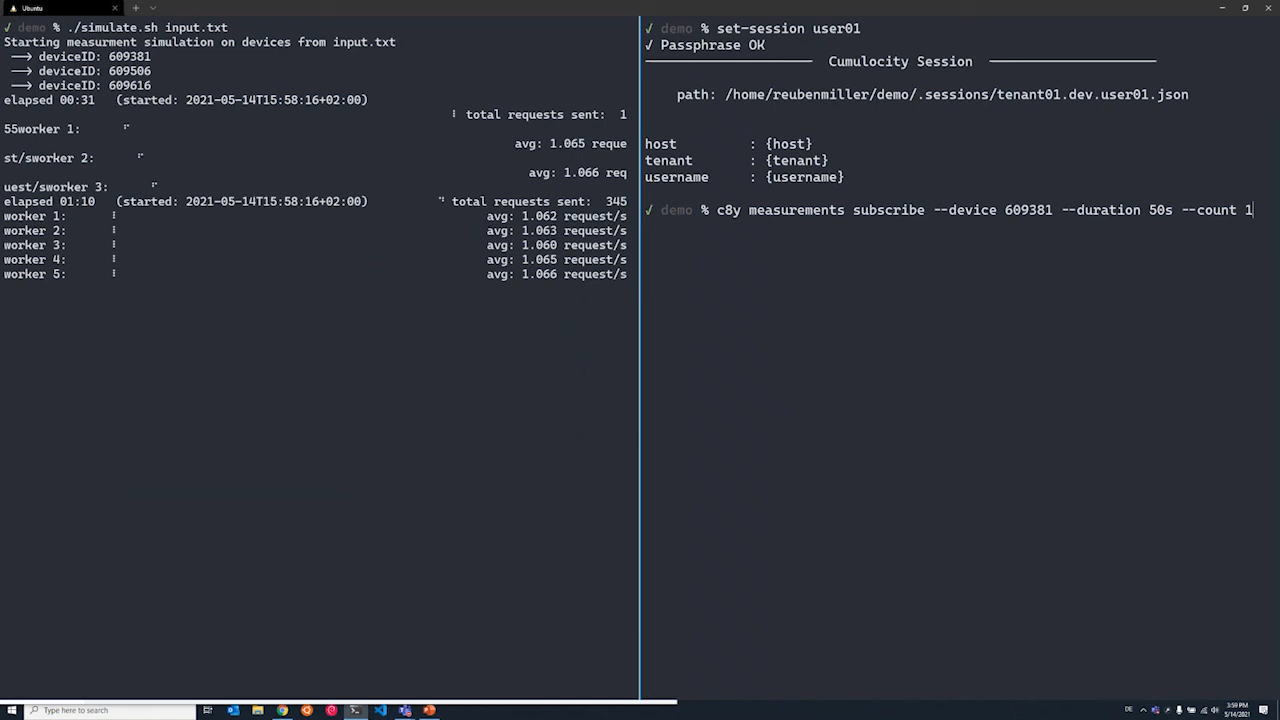 Ubuntu
✓ demo % ./simulate.sh input.txt
Starting measurment simulation on devices from input.txt
——> deviceID: 609381
——> deviceID: 609506
——> deviceID: 609616
elapsed 00:31 (started: 2021-05-14T15:58:16+02:00)
total requests sent: 1
55worker 1:
avg: 1.065 reque
st/sworker 2:
avg: 1.066 req
uest/sworker 3:
elapsed 01:10 (started: 2021-05-14T15:58:16+02:00) total requests sent: 345
worker 1: avg: 1.062 request/s
worker 2: avg: 1.063 request/s
worker 3: avg: 1.060 request/s
worker 4: avg: 1.065 request/s
worker 5: avg: 1.066 request/s
✓ demo % set-session user01
✓ Passphrase OK
Cumulocity Session
path: /home/reubenmiller/demo/.sessions/tenant01.dev.user01.json
host : {host}
tenant : {tenant}
username : {username}
✓ demo % c8y measurements subscribe --device 609381 --duration 50s --count 1
Type here to search
DE
3:59 PM
5/14/2021